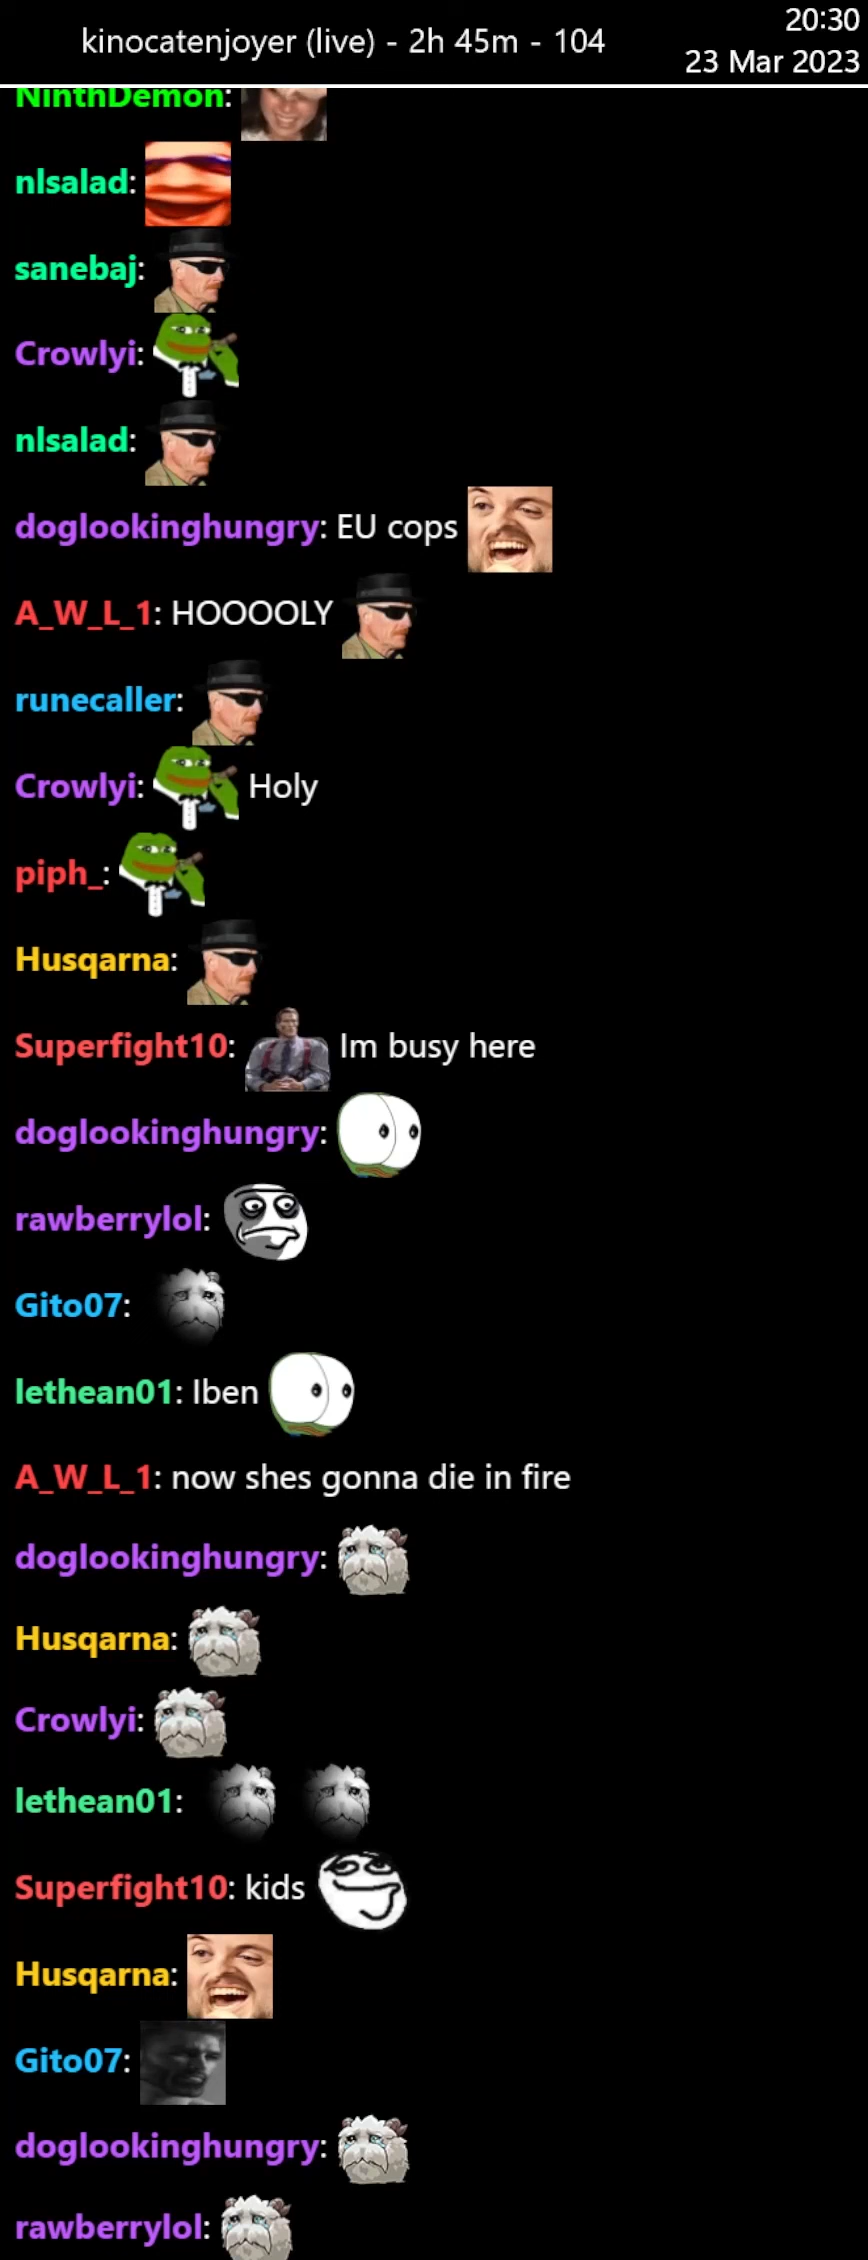 kinocatenjoyer (live) - 2h 45m - 104
20:30
23 Mar 2023
NinthDemon:
nlsalad:
sanebaj:
Crowlyi:
nlsalad:
doglookinghungry: EU cops
A_W_L_1: HOOOOLY
runecaller:
Crowlyi: Holy
piph_:
Husqarna:
Superfight10: Im busy here
doglookinghungry:
rawberrylol:
Gito07:
lethean01: Iben
A_W_L_1: now shes gonna die in fire
doglookinghungry:
Husqarna:
Crowlyi:
lethean01:
Superfight10: kids
Husqarna:
Gito07:
doglookinghungry:
rawberrylol: